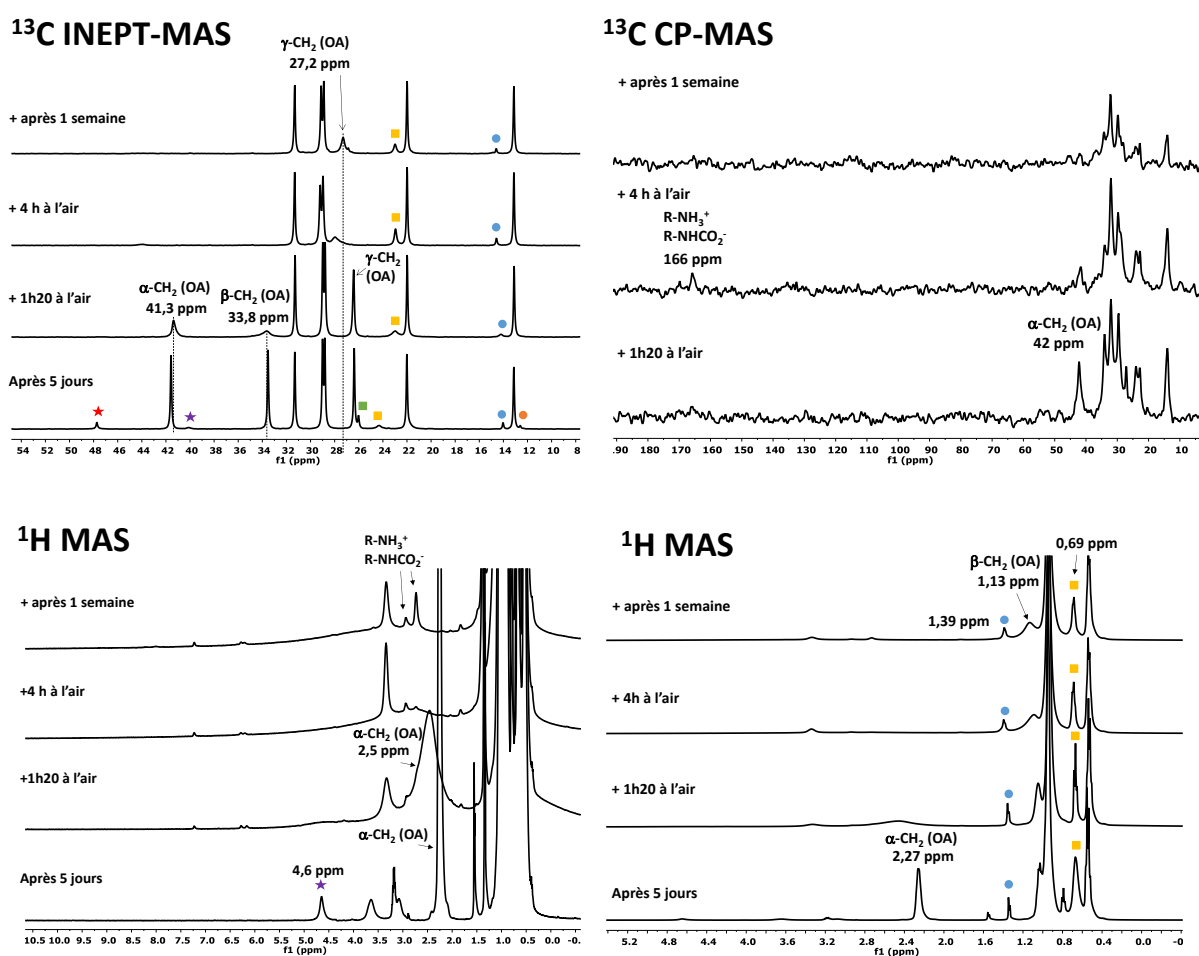 ¹³C INEPT-MAS
γ-CH₂ (OA)
27,2 ppm
+ après 1 semaine
+ 4 h à l’air
γ-CH₂
(OA)
+ 1h20 à l’air
α-CH₂ (OA)
41,3 ppm
β-CH₂ (OA)
33,8 ppm
Après 5 jours
54 52 50 48 46 44 42 40 38 36 34 32 30 28 26 24 22 20 18 16 14 12 10 8
f1 (ppm)
¹³C CP-MAS
+ après 1 semaine
+ 4 h à l’air
R-NH₃⁺
R-NHCO₂⁻
166 ppm
+ 1h20 à l’air
α-CH₂ (OA)
42 ppm
.90 180 170 160 150 140 130 120 110 100 90 80 70 60 50 40 30 20 10
f1 (ppm)
¹H MAS
R-NH₃⁺
R-NHCO₂⁻
+ après 1 semaine
+4 h à l’air
α-CH₂ (OA)
2,5 ppm
+1h20 à l’air
α-CH₂ (OA)
4,6 ppm
Après 5 jours
10.5 9.5 9.0 8.5 8.0 7.5 7.0 6.5 6.0 5.5 5.0 4.5 4.0 3.5 3.0 2.5 2.0 1.5 1.0 0.5 0.0 -0.
f1 (ppm)
¹H MAS
0,69 ppm
β-CH₂ (OA)
1,13 ppm
+ après 1 semaine
1,39 ppm
+ 4h à l’air
+ 1h20 à l’air
α-CH₂ (OA)
2,27 ppm
Après 5 jours
5.2 4.8 4.4 4.0 3.6 3.2 2.8 2.4 2.0 1.6 1.2 0.8 0.4 0.0 -0
f1 (ppm)